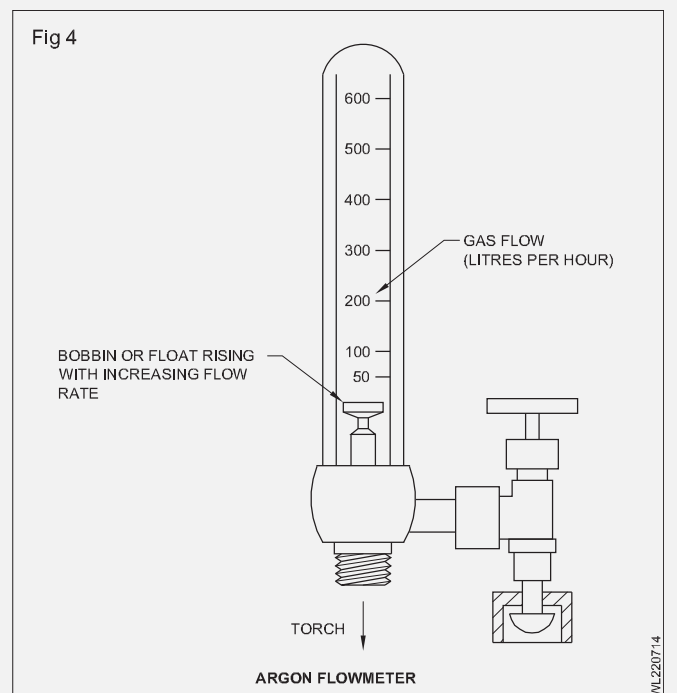 Fig 4
600
500
400
300
200
100
50
GAS FLOW
(LITRES PER HOUR)
BOBBIN OR FLOAT RISING
WITH INCREASING FLOW
RATE
TORCH
ARGON FLOWMETER
WL220714